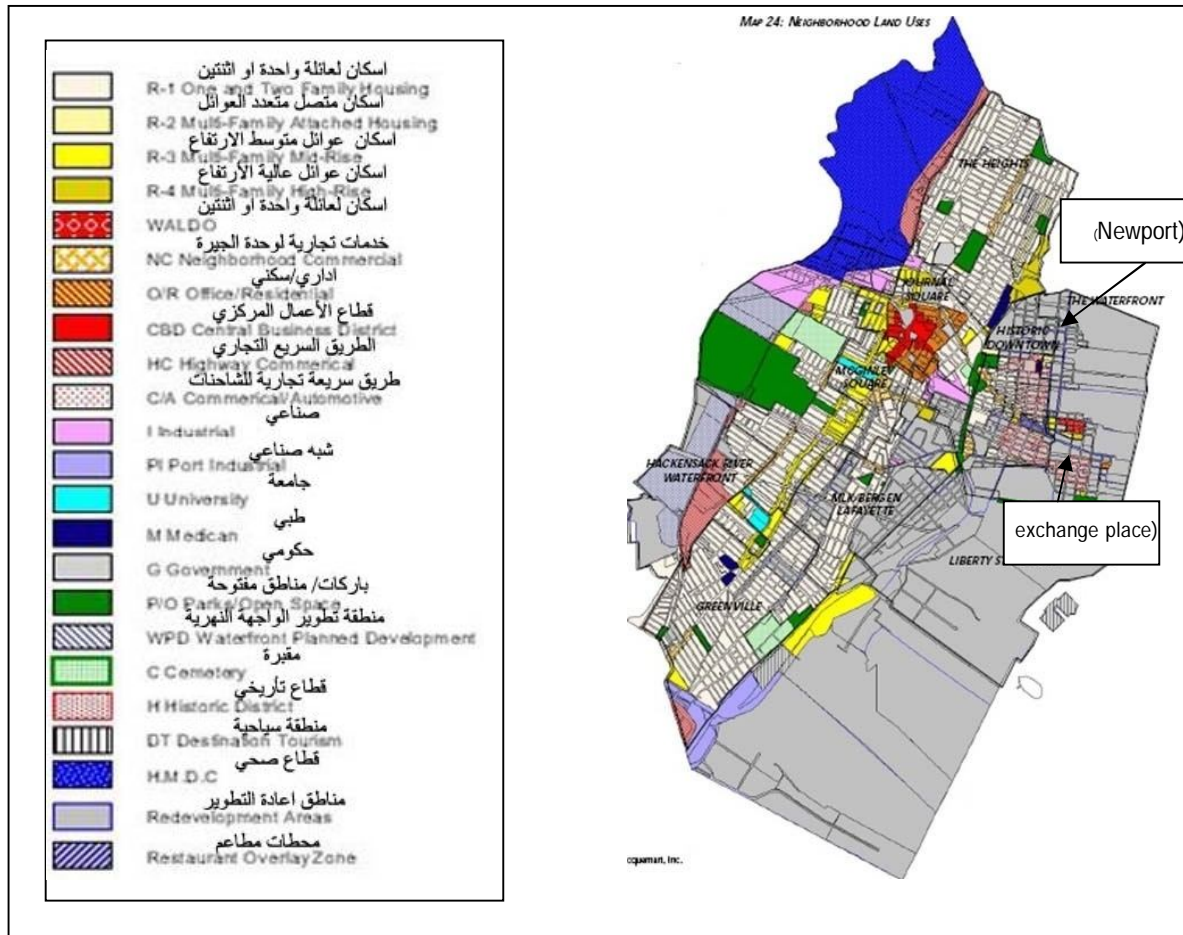 اسكان لعائلة واحدة او اثنتين
R-1 One and Two Family Housing
اسكان متصل متعدد العوائل
R-2 Multi-Family Attached Housing
اسكان عوائل متوسط الارتفاع
R-3 Multi-Family Mid-Rise
اسكان عوائل عالية الأرتفاع
R-4 Multi-Family High-Rise
اسكان لعائلة واحدة او اثنتين
WALDO
خدمات تجارية لوحدة الجيرة
NC Neighborhood Commercial
اداري/سكني
O/R Office/Residential
قطاع الأعمال المركزي
CBD Central Business District
الطريق السريع التجاري
HC Highway Commerical
طريق سريعة تجارية للشاحنات
C/A Commerical/Automotive
صناعي
I Industrial
شبه صناعي
PI Port Industrial
جامعة
U University
طبي
M Medican
حكومي
G Government
باركات/ مناطق مفتوحة
P/O Parks/Open Space
منطقة تطوير الواجهة النهرية
WPD Waterfront Planned Development
مقبرة
C Cemetery
قطاع تأريخي
H Historic District
منطقة سياحية
DT Destination Tourism
قطاع صحي
H.M.D.C
مناطق اعادة التطوير
Redevelopment Areas
محطات مطاعم
Restaurant Overlay Zone
MAP 24: NEIGHBORHOOD LAND USES
THE HEIGHTS
(Newport)
JOURNAL
SQUARE
THE WATERFRONT
HISTORIC
DOWNTOWN
MCGINLEY
SQUARE
HACKENSACK RIVER
WATERFRONT
MLK/BERGEN
LAFAYETTE
exchange place)
LIBERTY
GREENVILLE
cquemart, Inc.